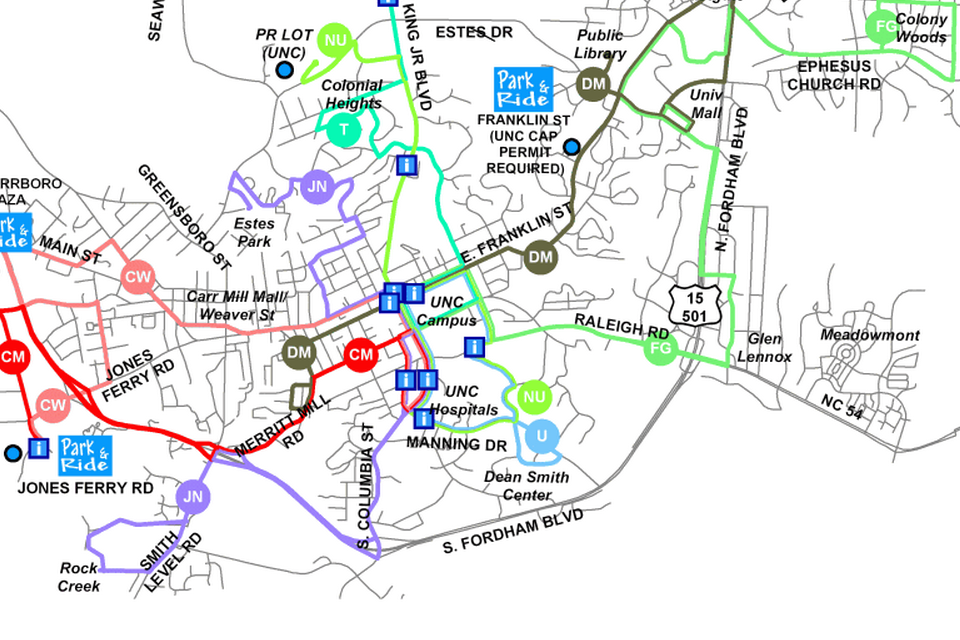 SEAW
KING JR BLVD
PR LOT
(UNC)
NU
ESTES DR
Public
Library
FG
Colony
Woods
Park &
Ride
DM
EPHESUS
CHURCH RD
Colonial
Heights
T
FRANKLIN ST
(UNC CAP
PERMIT
REQUIRED)
Univ
Mall
N. FORDHAM BLVD
i
i
GREENSBORO ST
JN
RRBORO
AZA
rk &
ide
Estes
Park
MAIN ST
E. FRANKLIN ST
DM
CW
Carr Mill Mall/
Weaver St
i
i
i
UNC
Campus
15
501
RALEIGH RD
FG
Glen
Lennox
Meadowmont
DM
CM
CM
i
JONES
FERRY RD
CW
i
i
UNC
Hospitals
NU
NC 54
MERRITT MILL
RD
i
MANNING DR
U
i
Park &
Ride
JONES FERRY RD
S. COLUMBIA ST
Dean Smith
Center
JN
S. FORDHAM BLVD
SMITH
LEVEL RD
Rock
Creek